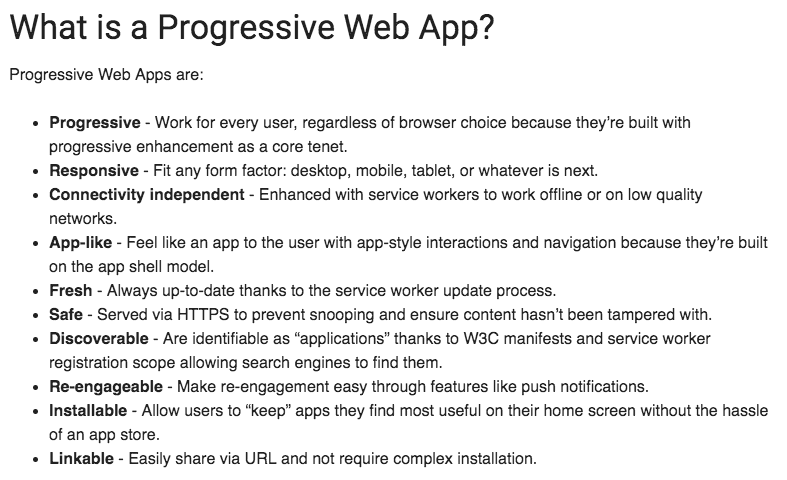 What is a Progressive Web App?
Progressive Web Apps are:
• Progressive - Work for every user, regardless of browser choice because they’re built with
progressive enhancement as a core tenet.
• Responsive - Fit any form factor: desktop, mobile, tablet, or whatever is next.
• Connectivity independent - Enhanced with service workers to work offline or on low quality
networks.
• App-like - Feel like an app to the user with app-style interactions and navigation because they’re built
on the app shell model.
• Fresh - Always up-to-date thanks to the service worker update process.
• Safe - Served via HTTPS to prevent snooping and ensure content hasn’t been tampered with.
• Discoverable - Are identifiable as “applications” thanks to W3C manifests and service worker
registration scope allowing search engines to find them.
• Re-engageable - Make re-engagement easy through features like push notifications.
• Installable - Allow users to “keep” apps they find most useful on their home screen without the hassle
of an app store.
• Linkable - Easily share via URL and not require complex installation.